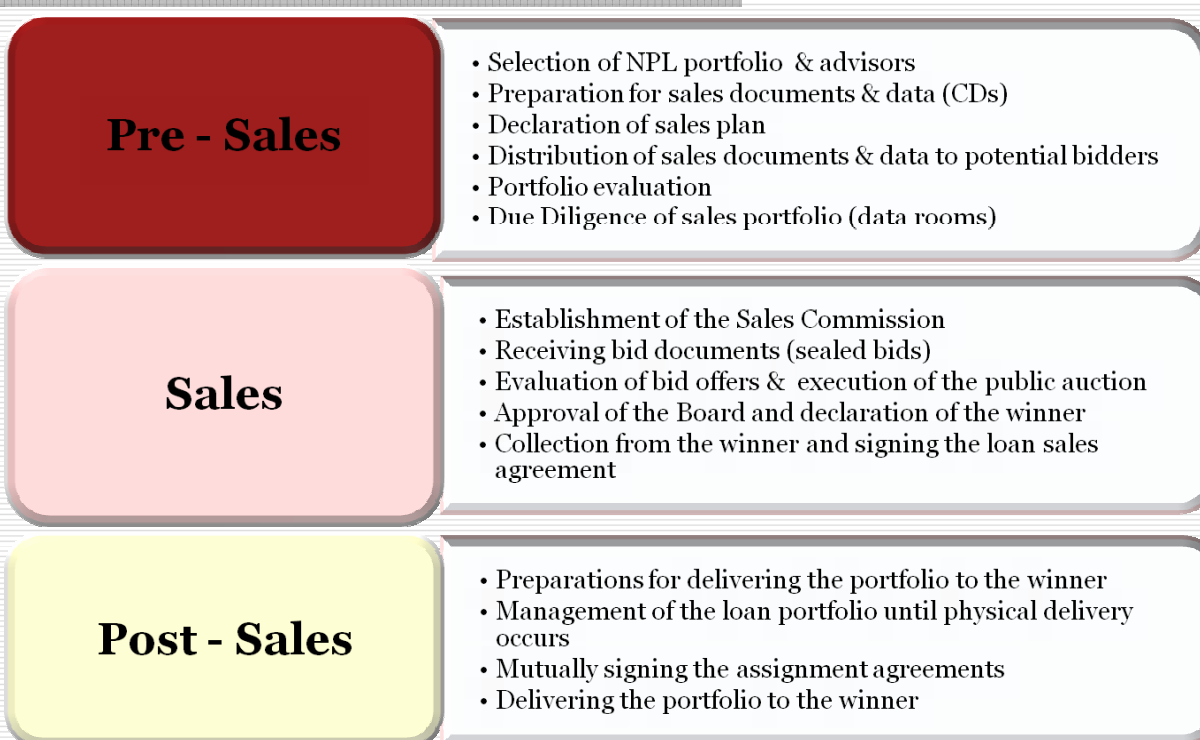 Pre - Sales
• Selection of NPL portfolio & advisors
• Preparation for sales documents & data (CDs)
• Declaration of sales plan
• Distribution of sales documents & data to potential bidders
• Portfolio evaluation
• Due Diligence of sales portfolio (data rooms)
Sales
• Establishment of the Sales Commission
• Receiving bid documents (sealed bids)
• Evaluation of bid offers & execution of the public auction
• Approval of the Board and declaration of the winner
• Collection from the winner and signing the loan sales
agreement
Post - Sales
• Preparations for delivering the portfolio to the winner
• Management of the loan portfolio until physical delivery
occurs
• Mutually signing the assignment agreements
• Delivering the portfolio to the winner